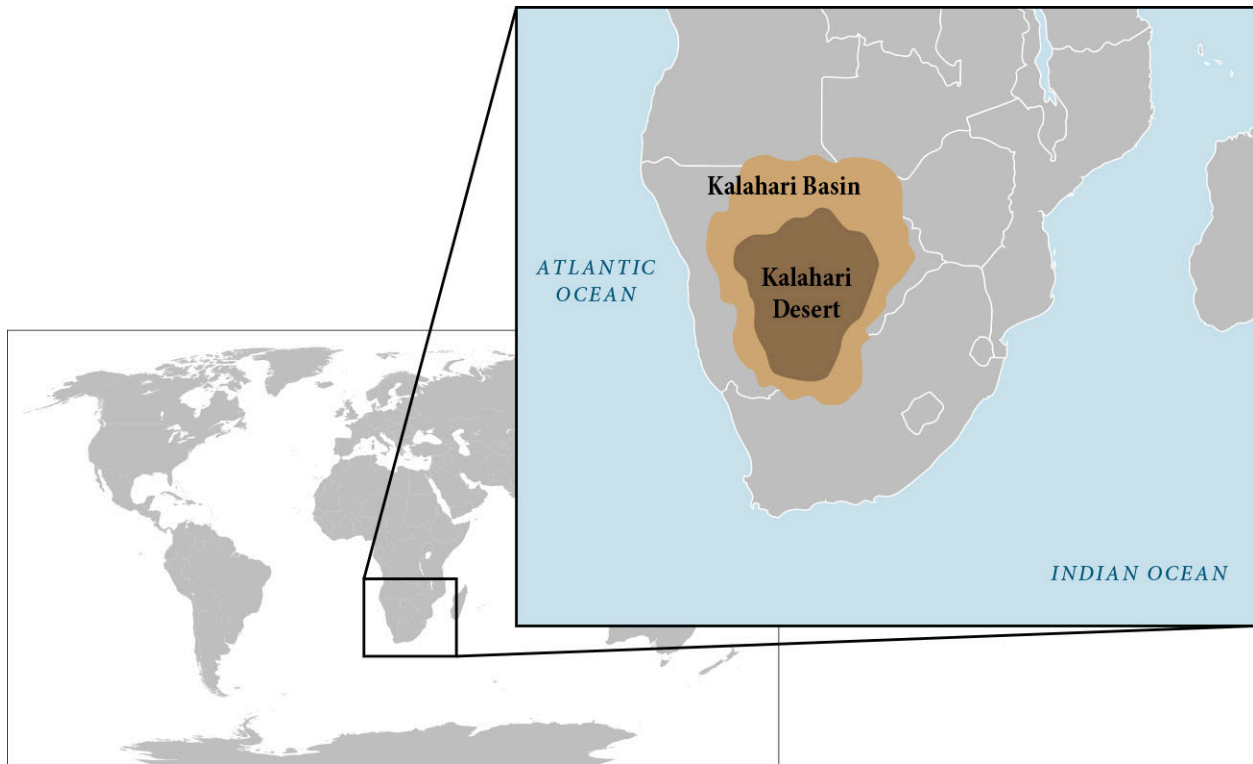 Kalahari Basin
ATLANTIC
OCEAN
Kalahari
Desert
INDIAN OCEAN